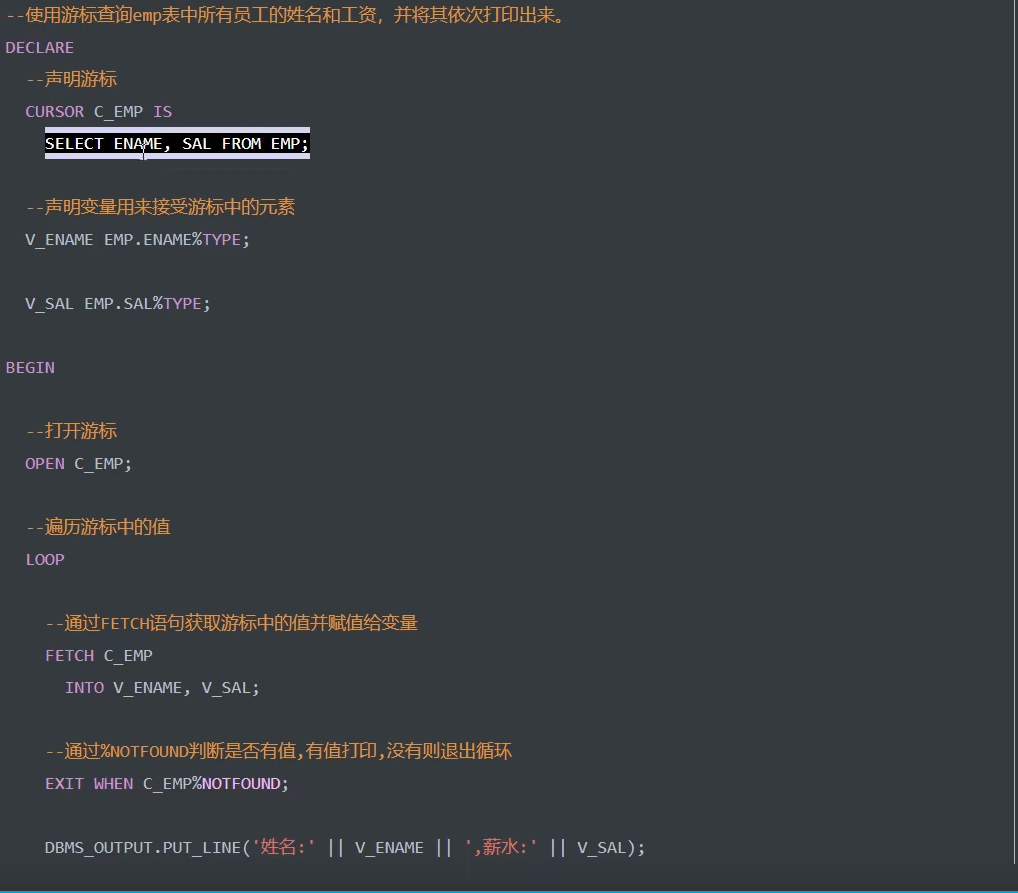 --使用游标查询emp表中所有员工的姓名和工资，并将其依次打印出来。
DECLARE
--声明游标
CURSOR C_EMP IS
SELECT ENAME, SAL FROM EMP;
--声明变量用来接受游标中的元素
V_ENAME EMP.ENAME%TYPE;
V_SAL EMP.SAL%TYPE;
BEGIN
--打开游标
OPEN C_EMP;
--遍历游标中的值
LOOP
--通过FETCH语句获取游标中的值并赋值给变量
FETCH C_EMP
INTO V_ENAME, V_SAL;
--通过%NOTFOUND判断是否有值,有值打印,没有则退出循环
EXIT WHEN C_EMP%NOTFOUND;
DBMS_OUTPUT.PUT_LINE('姓名:' || V_ENAME || ',薪水:' || V_SAL);